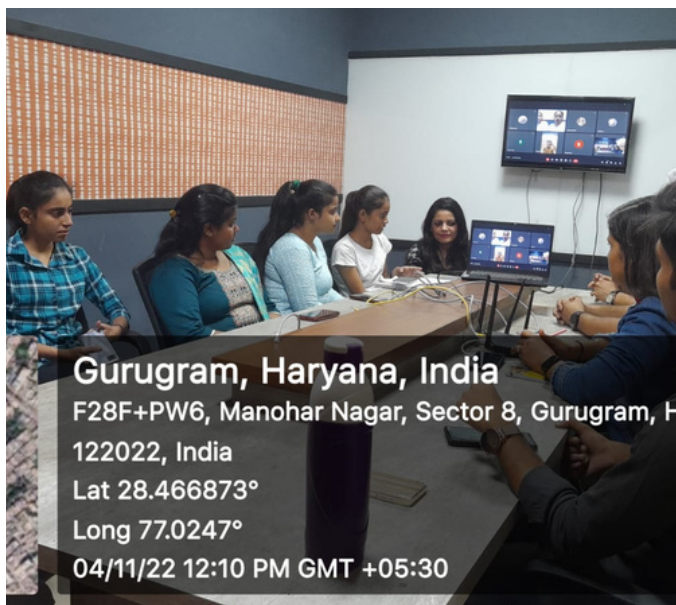 Gurugram, Haryana, India
F28F+PW6, Manohar Nagar, Sector 8, Gurugram, H
122022, India
Lat 28.466873°
Long 77.0247°
04/11/22 12:10 PM GMT +05:30